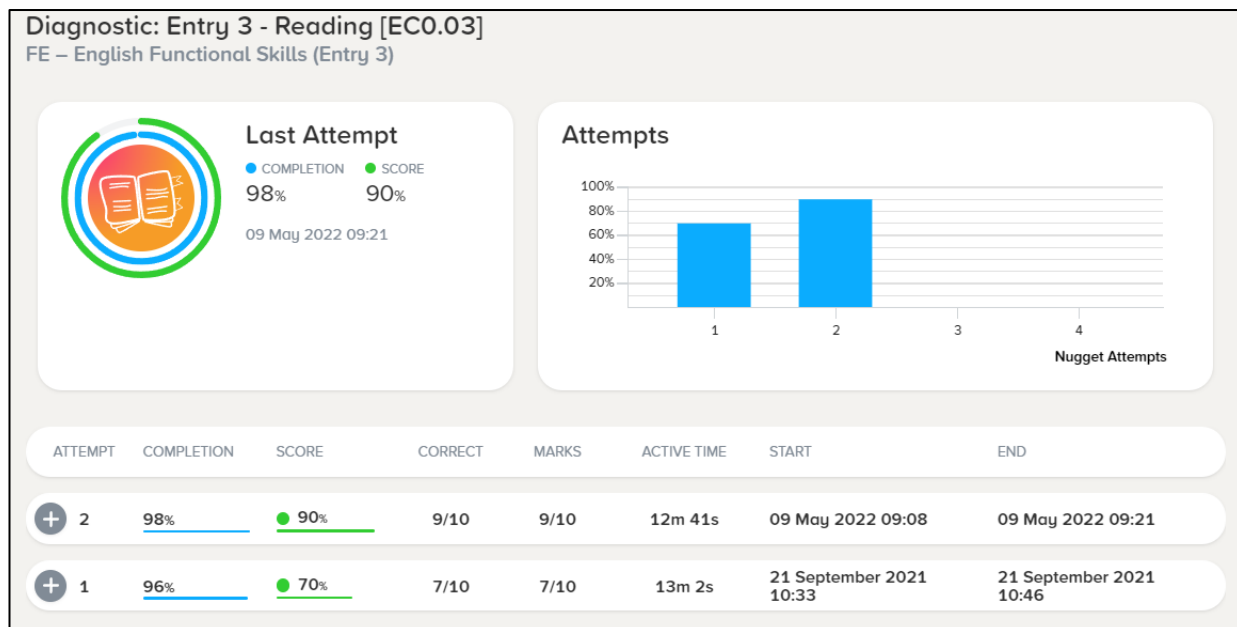 Diagnostic: Entry 3 - Reading [EC0.03]
FE – English Functional Skills (Entry 3)
Last Attempt
COMPLETION SCORE
98% 90%
09 May 2022 09:21
Attempts
100%
80%
60%
40%
20%
1 2 3 4
Nugget Attempts
ATTEMPT COMPLETION SCORE CORRECT MARKS ACTIVE TIME START END
2 98% 90% 9/10 9/10 12m 41s 09 May 2022 09:08 09 May 2022 09:21
1 96% 70% 7/10 7/10 13m 2s 21 September 2021 10:33 21 September 2021 10:46